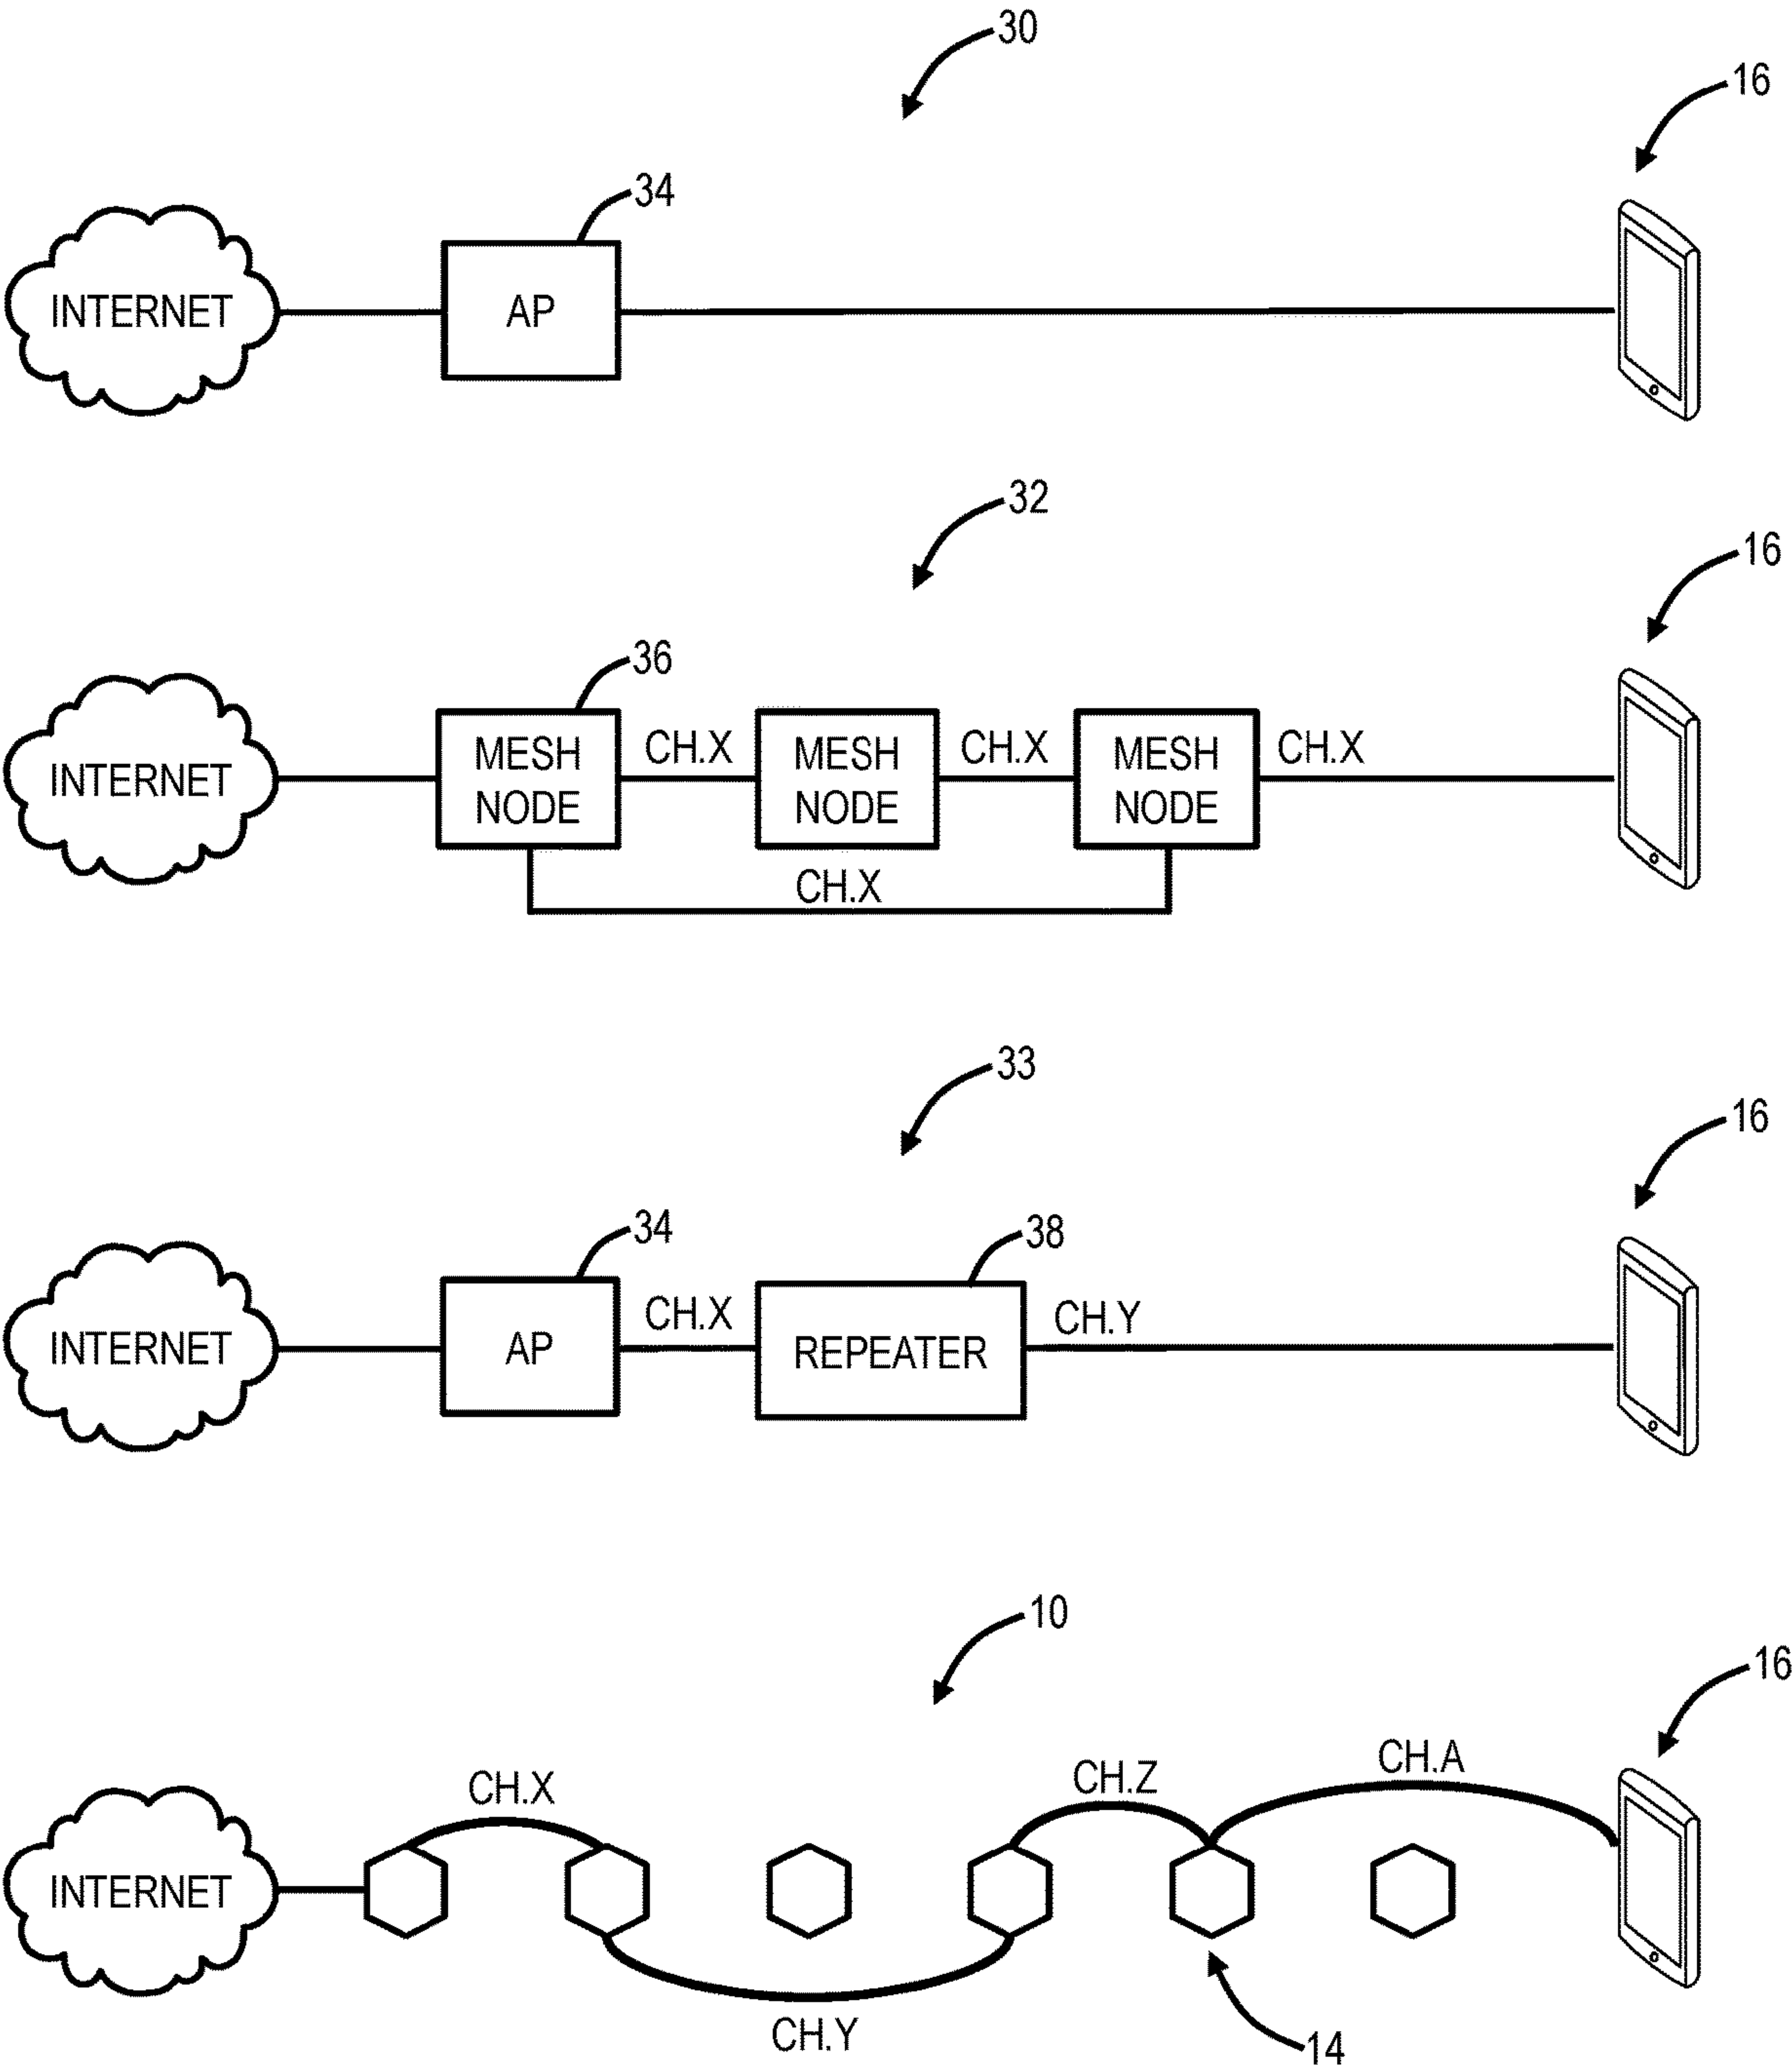 30
16
34
INTERNET
AP
32
16
36
INTERNET
MESH NODE
CH.X
MESH NODE
CH.X
MESH NODE
CH.X
CH.X
33
16
34
38
INTERNET
AP
CH.X
REPEATER
CH.Y
10
16
CH.X
CH.Z
CH.A
INTERNET
CH.Y
14